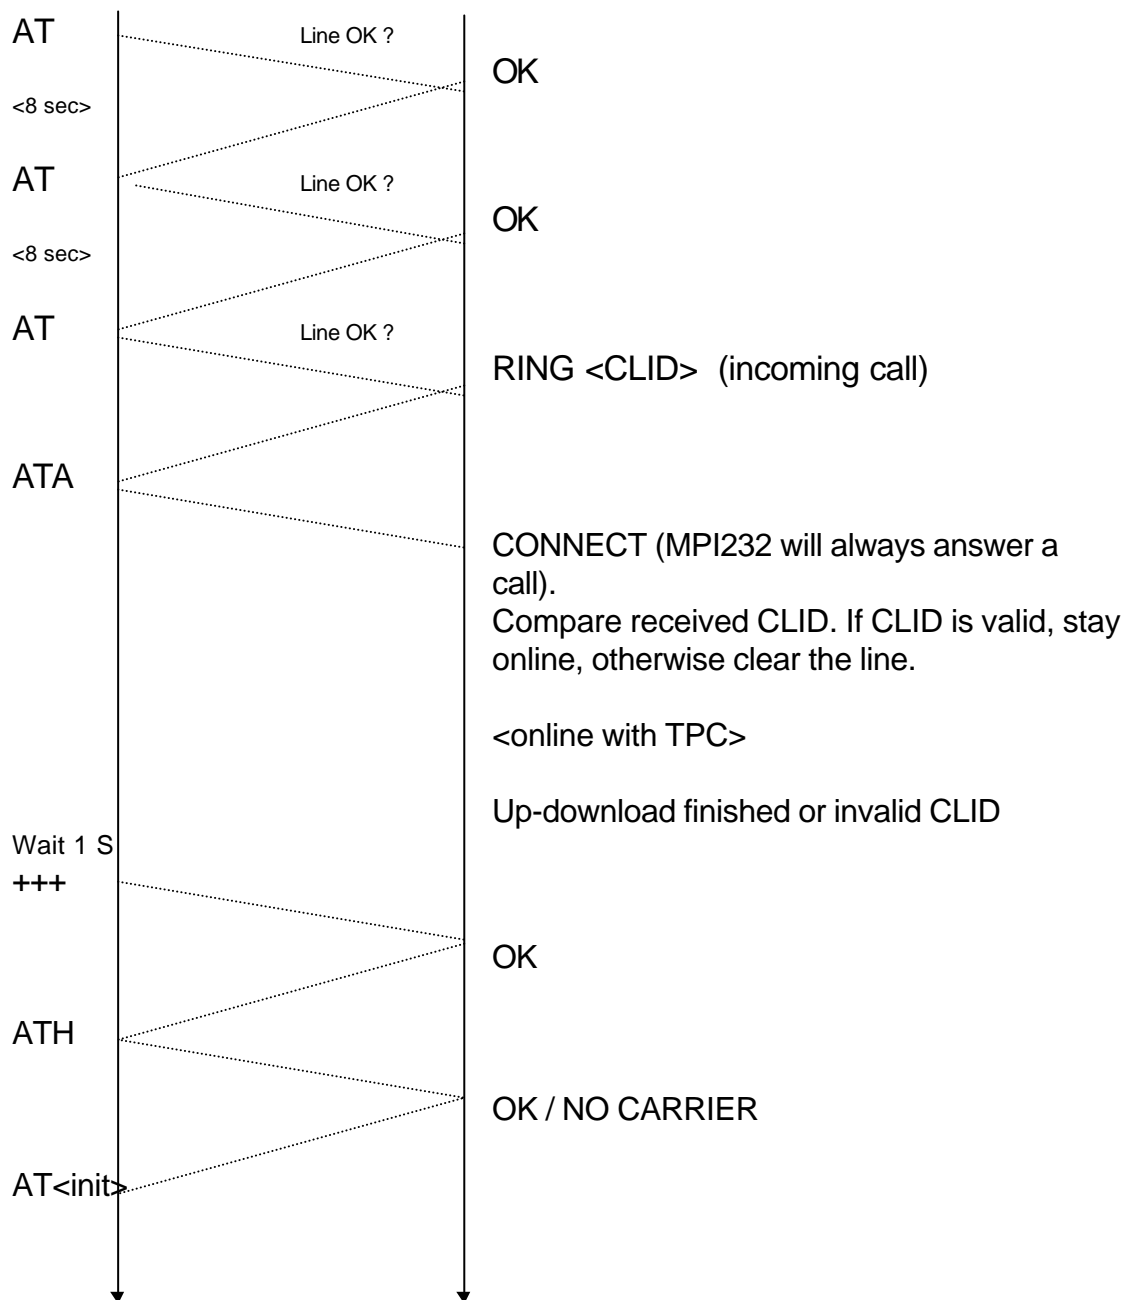 AT
Line OK ?
OK
<8 sec>
AT
Line OK ?
OK
<8 sec>
AT
Line OK ?
RING <CLID> (incoming call)
ATA
CONNECT (MPI232 will always answer a
call).
Compare received CLID. If CLID is valid, stay
online, otherwise clear the line.
<online with TPC>
Up-download finished or invalid CLID
Wait 1 S
+++
OK
ATH
OK / NO CARRIER
AT<init>